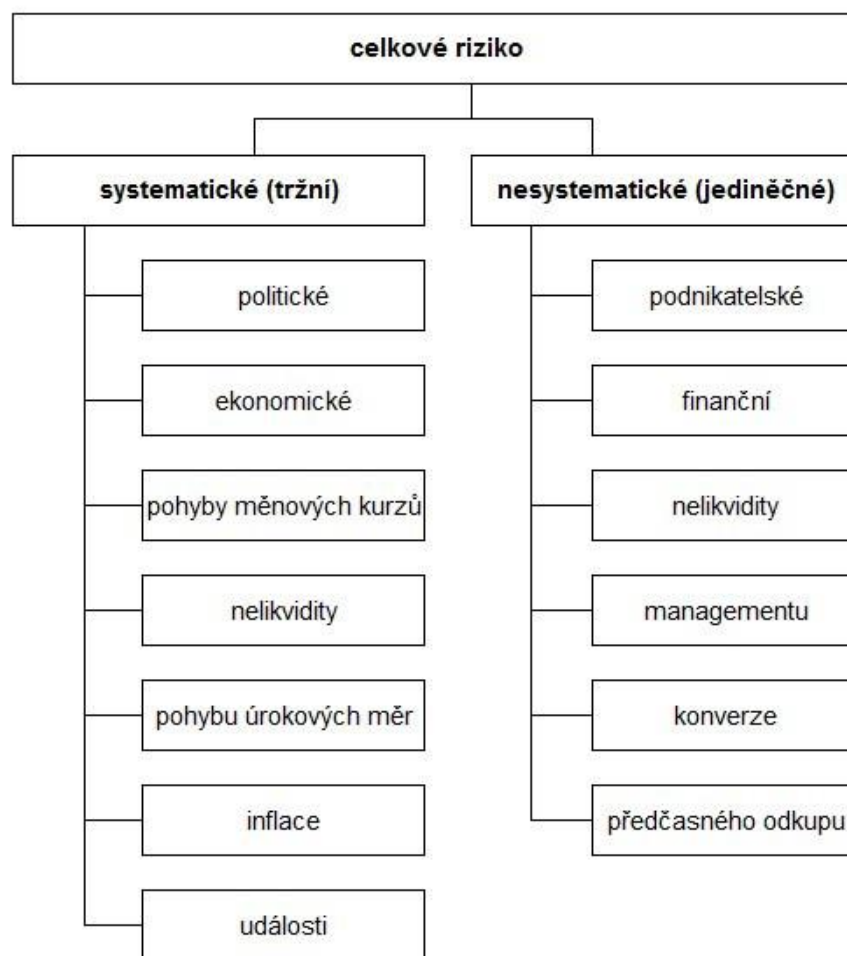 celkové riziko
systematické (tržní)
politické
ekonomické
pohyby měnových kurzů
nelikvidity
pohybu úrokových měr
inflace
události
nesystematické (jediněčné)
podnikatelské
finanční
nelikvidity
managementu
konverze
předčasného odkupu